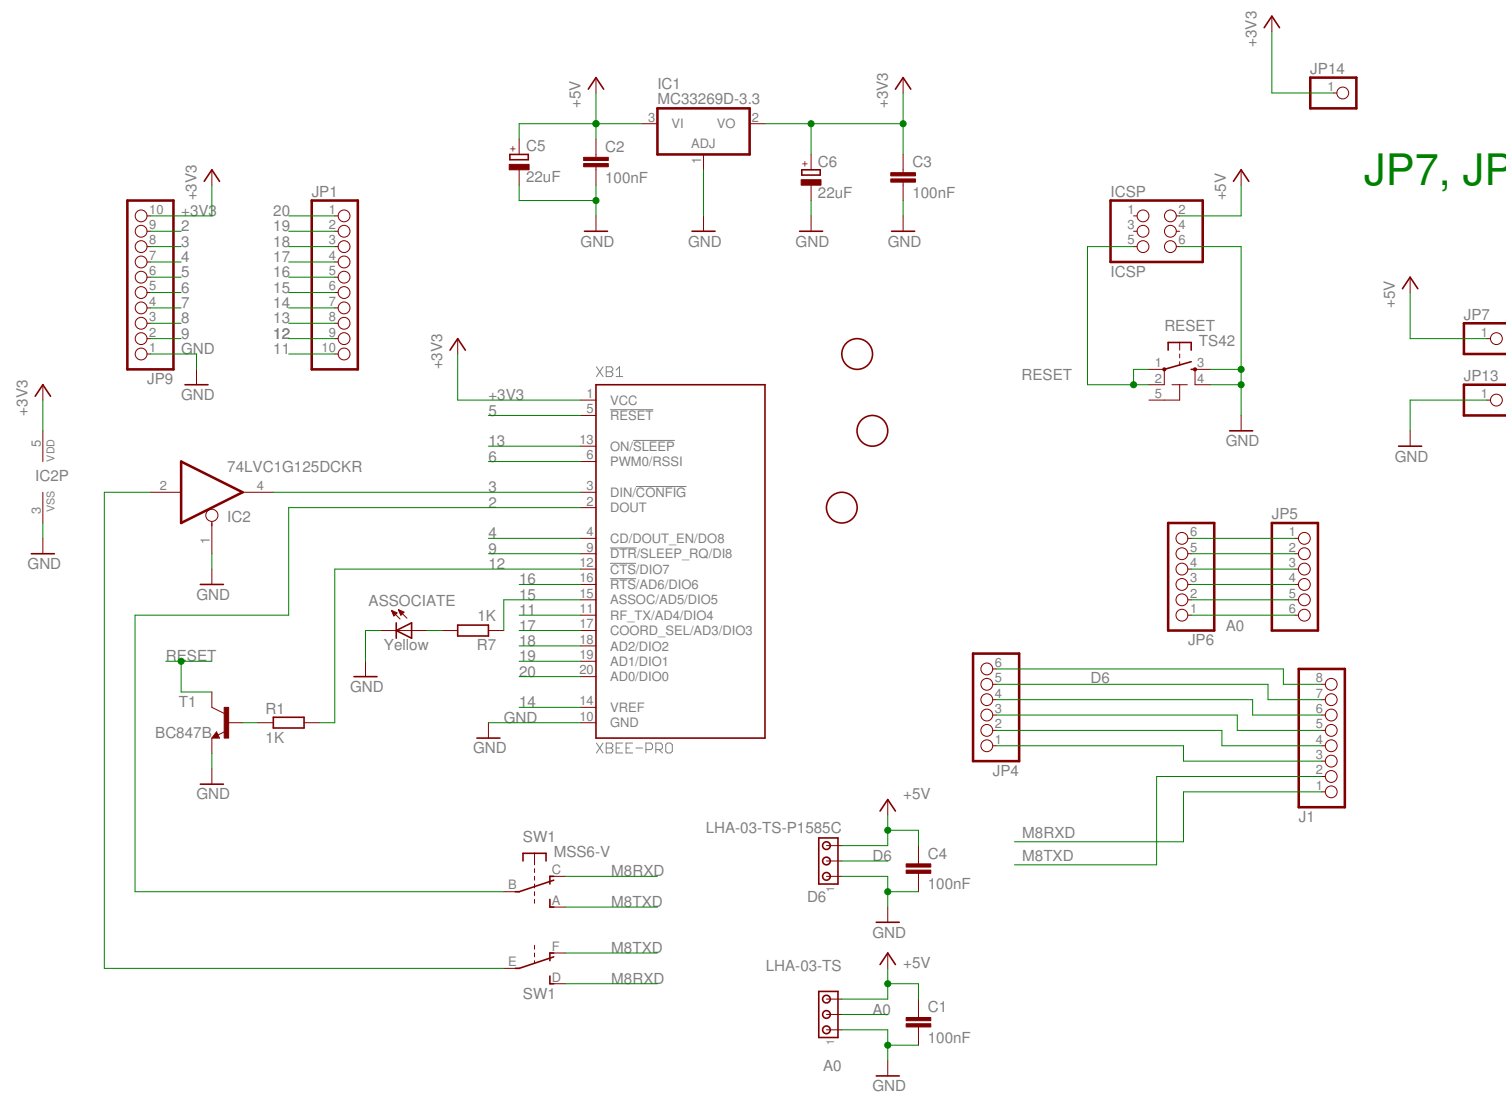 +3V3
JP14
1
JP7, JP
IC1
MC33269D-3.3
+5V
3 VI VO 2
ADJ
1
+3V3
C5
22uF
C2
100nF
C6
22uF
C3
100nF
GND GND GND GND
+3V3
10 +3V3
9 2
8 3
7 4
6 5
5 6
4 7
3 8
2 9
1 GND
JP9
GND
JP1
20 1
19 2
18 3
17 4
16 5
15 6
14 7
13 8
12 9
11 10
ICSP
+5V
1 2
3 4
5 6
ICSP
RESET
TS42
RESET
1 3
2 4
5
GND
+5V
JP7
1
JP13
1
GND
+3V3
5 VDD
IC2P
3 VSS
GND
74LVC1G125DCKR
2 4
IC2
1
GND
+3V3
XB1
+3V3 1 VCC
5 5 RESET
13 13 ON/SLEEP
6 6 PWM0/RSSI
3 3 DIN/CONFIG
2 2 DOUT
4 4 CD/DOUT_EN/DO8
9 9 DTR/SLEEP_RQ/DI8
12 12 CTS/DIO7
16 16 RTS/AD6/DIO6
15 15 ASSOC/AD5/DIO5
11 11 RF_TX/AD4/DIO4
17 17 COORD_SEL/AD3/DIO3
18 18 AD2/DIO2
19 19 AD1/DIO1
20 20 AD0/DIO0
14 14 VREF
GND 10 GND
XBEE-PRO
GND
ASSOCIATE
Yellow
1K
R7
GND
RESET
T1
BC847B
R1
1K
GND
JP5
6 1
5 2
4 3
3 4
2 5
1 6
A0
JP6
6
5 D6
4
3
2
1
JP4
8
7
6
5
4
3
2
1
J1
M8RXD
M8TXD
SW1
MSS6-V
B
C M8RXD
A M8TXD
E
F M8TXD
D M8RXD
SW1
+5V
LHA-03-TS-P1585C
D6
C4
100nF
1
D6
GND
+5V
LHA-03-TS
A0
C1
100nF
1
A0
GND